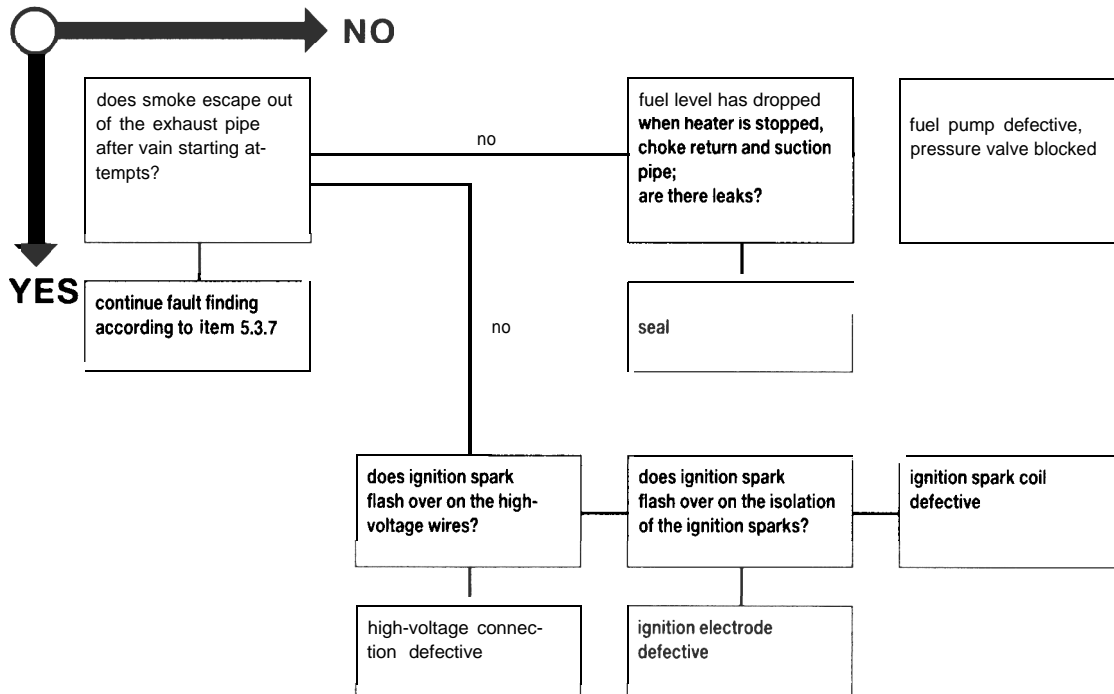 NO
YES
does smoke escape out
of the exhaust pipe
after vain starting at-
tempts?
no
fuel level has dropped
when heater is stopped,
choke return and suction
pipe;
are there leaks?
fuel pump defective,
pressure valve blocked
continue fault finding
according to item 5.3.7
no
seal
does ignition spark
flash over on the high-
voltage wires?
does ignition spark
flash over on the isolation
of the ignition sparks?
ignition spark coil
defective
high-voltage connec-
tion defective
ignition electrode
defective